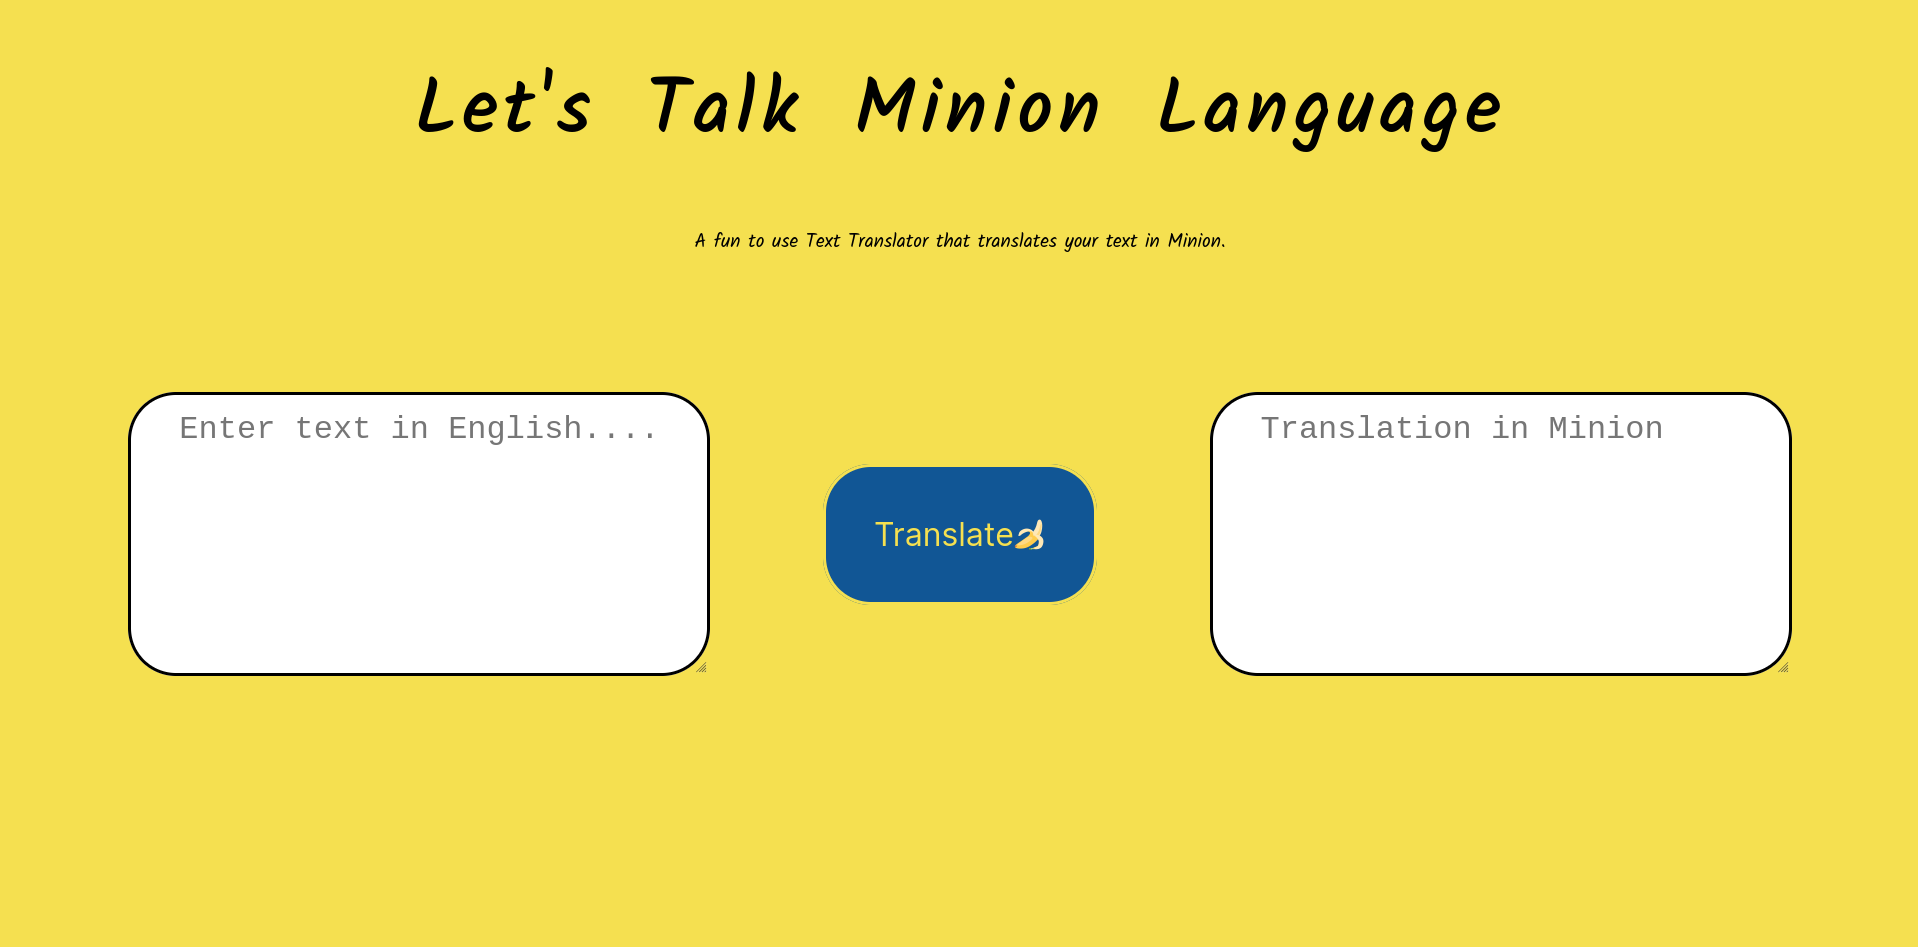 Let's Talk Minion Language
A fun to use Text Translator that translates your text in Minion.
Enter text in English....
Translate🍌
Translation in Minion